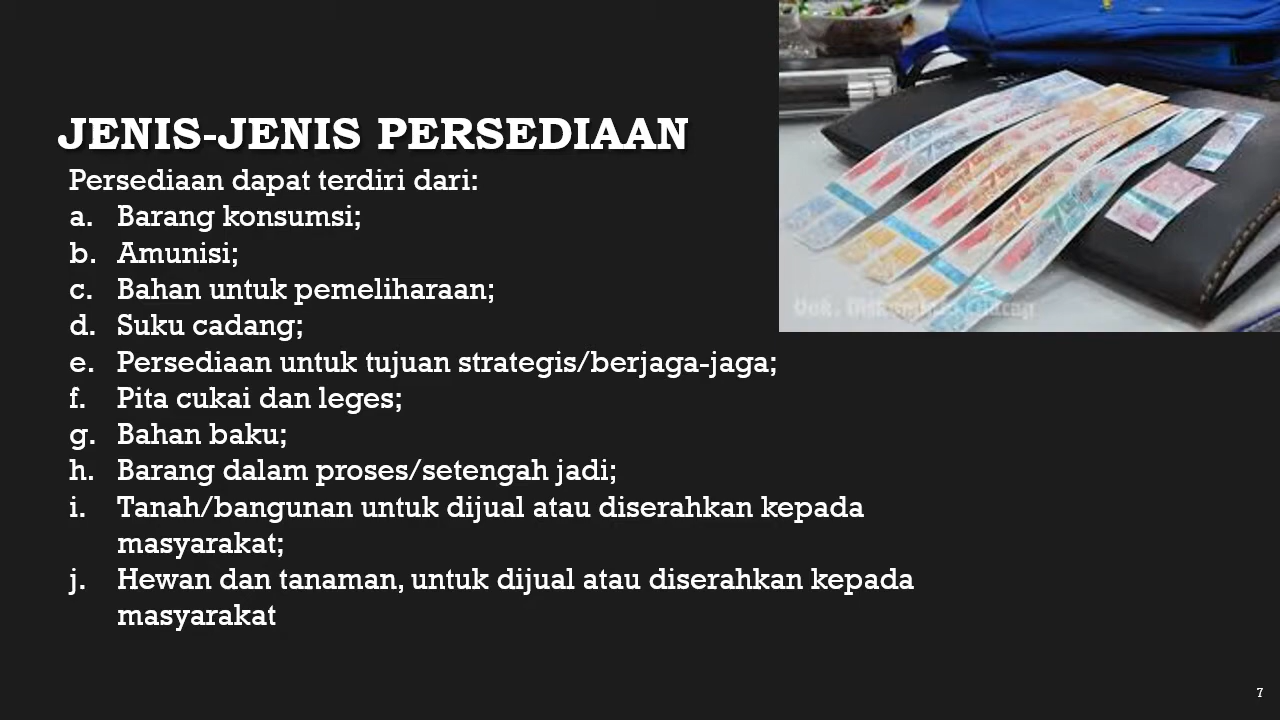 JENIS-JENIS PERSEDIAAN
Persediaan dapat terdiri dari:
a. Barang konsumsi;
b. Amunisi;
c. Bahan untuk pemeliharaan;
d. Suku cadang;
e. Persediaan untuk tujuan strategis/berjaga-jaga;
f. Pita cukai dan leges;
g. Bahan baku;
h. Barang dalam proses/setengah jadi;
i. Tanah/bangunan untuk dijual atau diserahkan kepada
masyarakat;
j. Hewan dan tanaman, untuk dijual atau diserahkan kepada
masyarakat
7